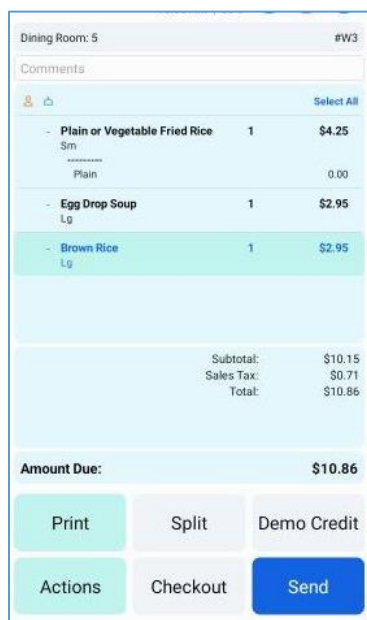 Dining Room: 5 #W3
Comments
Select All
- Plain or Vegetable Fried Rice 1 $4.25
Sm
---------
Plain 0.00
- Egg Drop Soup 1 $2.95
Lg
- Brown Rice 1 $2.95
Lg
Subtotal: $10.15
Sales Tax: $0.71
Total: $10.86
Amount Due: $10.86
Print Split Demo Credit
Actions Checkout Send